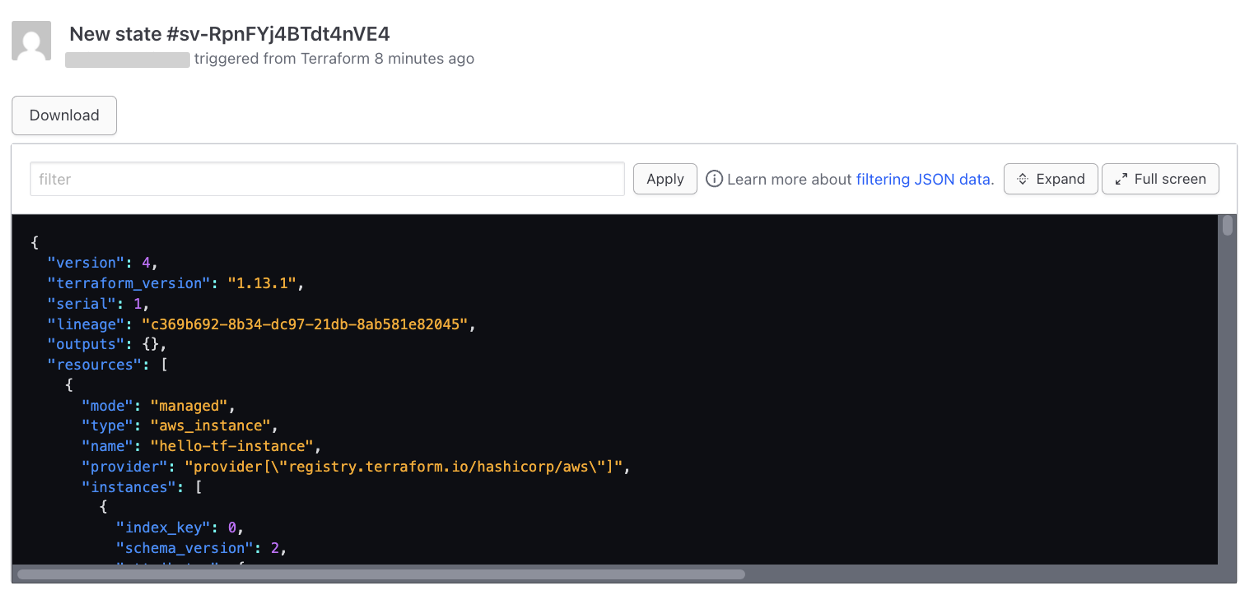 New state #sv-RpnFYj4BTdt4nVE4
triggered from Terraform 8 minutes ago
Download
filter
Apply
Learn more about filtering JSON data.
Expand
Full screen
{
"version": 4,
"terraform_version": "1.13.1",
"serial": 1,
"lineage": "c369b692-8b34-dc97-21db-8ab581e82045",
"outputs": {},
"resources": [
{
"mode": "managed",
"type": "aws_instance",
"name": "hello-tf-instance",
"provider": "provider[\"registry.terraform.io/hashicorp/aws\"]",
"instances": [
{
"index_key": 0,
"schema_version": 2,